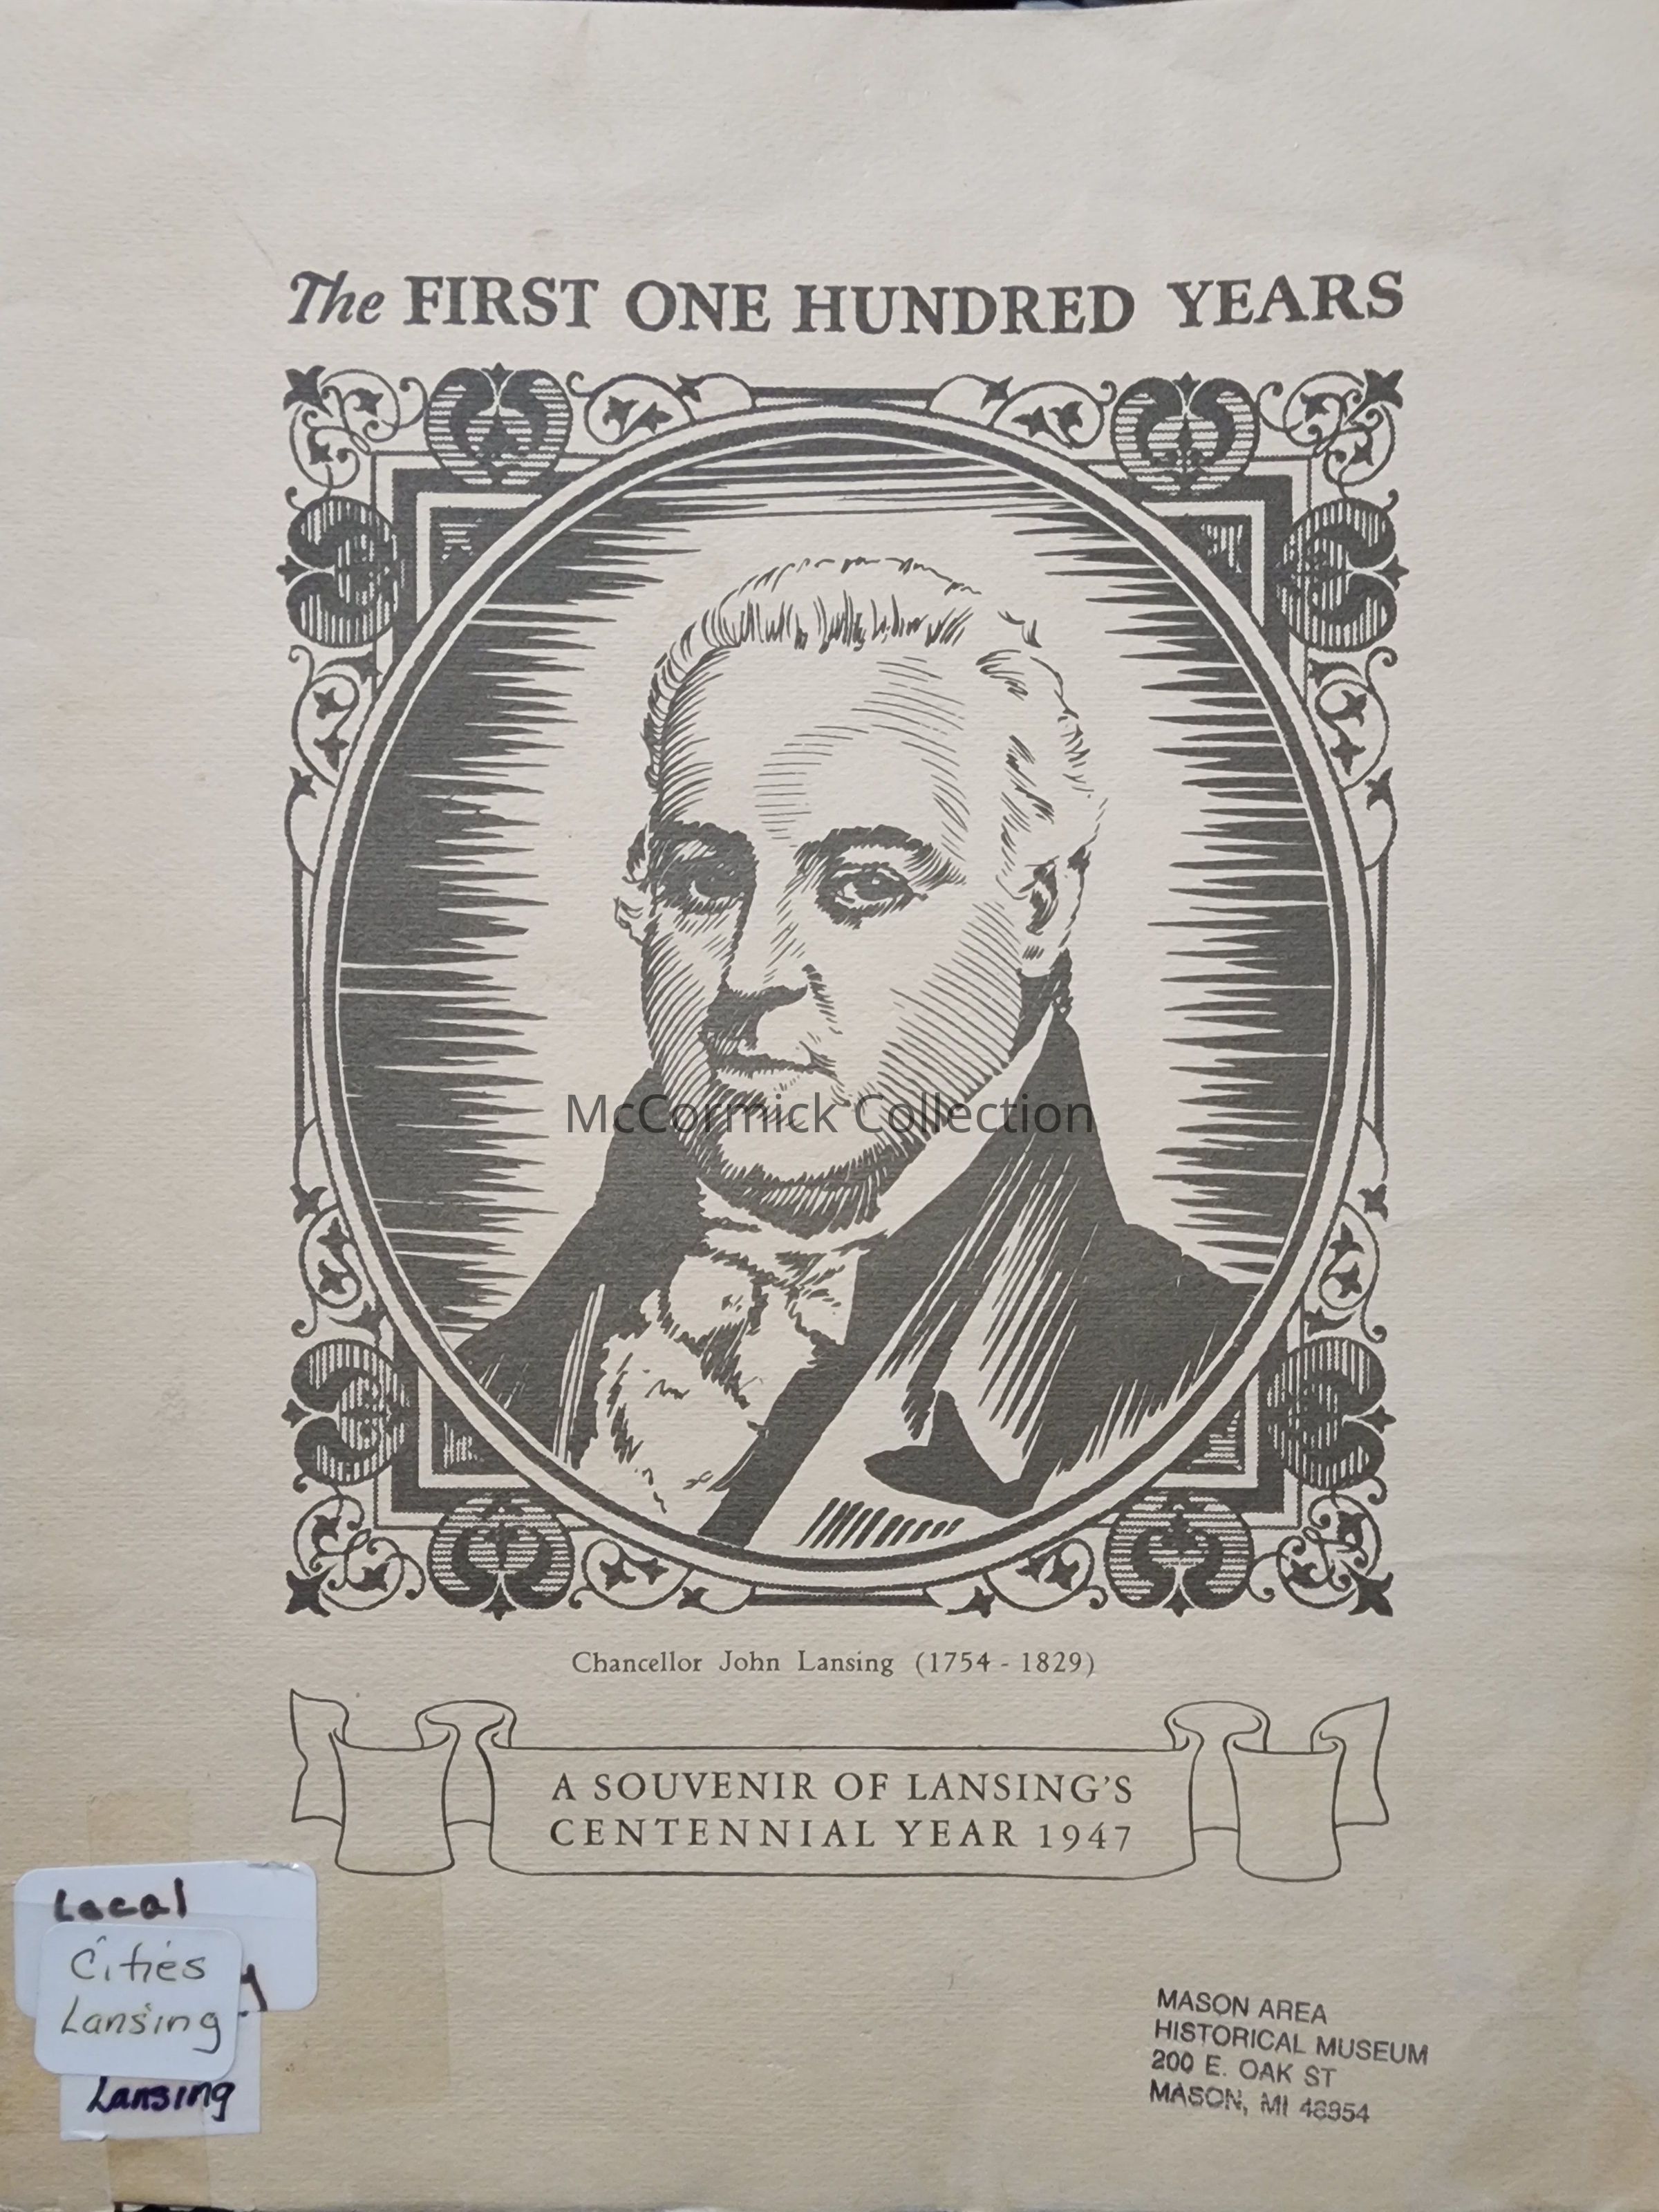 The FIRST ONE HUNDRED YEARS
McCormick Collection
Chancellor John Lansing (1754 - 1829)
A SOUVENIR OF LANSING'S
CENTENNIAL YEAR 1947
Local
Cities
Lansing
Lansing
MASON AREA
HISTORICAL MUSEUM
200 E. OAK ST
MASON, MI